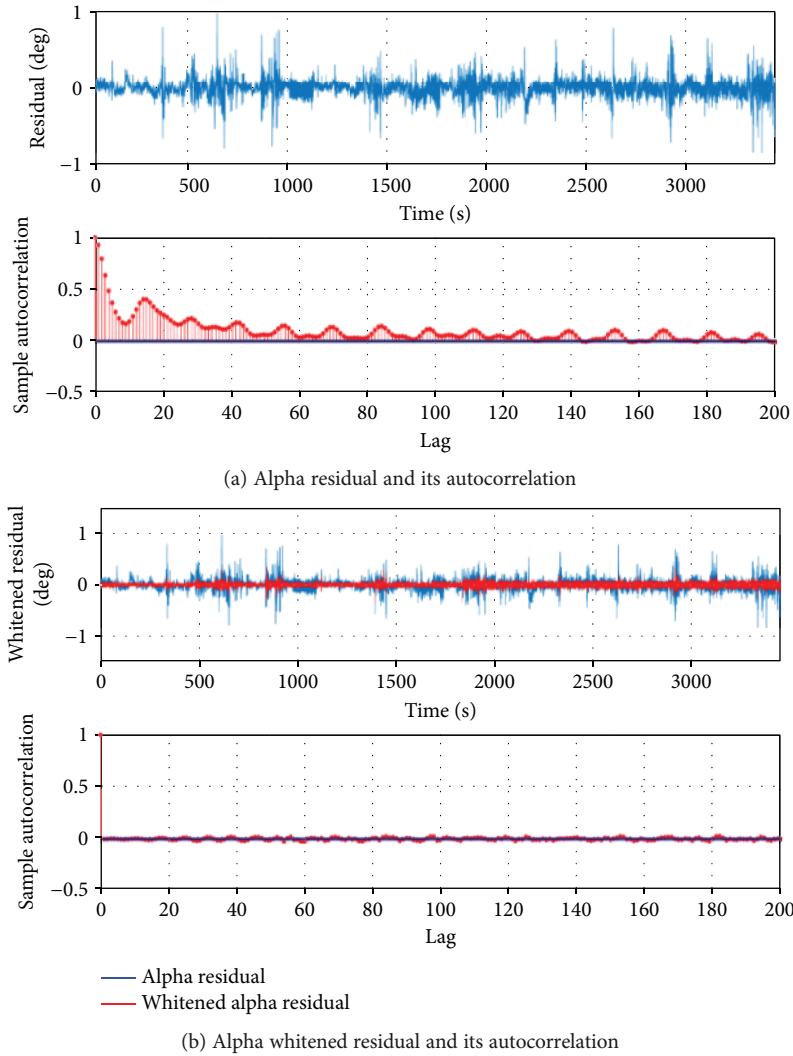 Residual (deg)
1
0
−1
0 500 1000 1500 2000 2500 3000
Time (s)
Sample autocorrelation
1
0.5
0
−0.5
0 20 40 60 80 100 120 140 160 180 200
Lag
(a) Alpha residual and its autocorrelation
Whitened residual
(deg)
1
0
−1
0 500 1000 1500 2000 2500 3000
Time (s)
Sample autocorrelation
1
0.5
0
−0.5
0 20 40 60 80 100 120 140 160 180 200
Lag
Alpha residual
Whitened alpha residual
(b) Alpha whitened residual and its autocorrelation